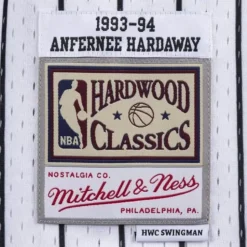 1993-94
ANFERNEE HARDAWAY
HARDWOOD
CLASSICS
NBA
NOSTALGIA CO.
Mitchell & Ness
PHILADELPHIA, PA.
HWC SWINGMAN